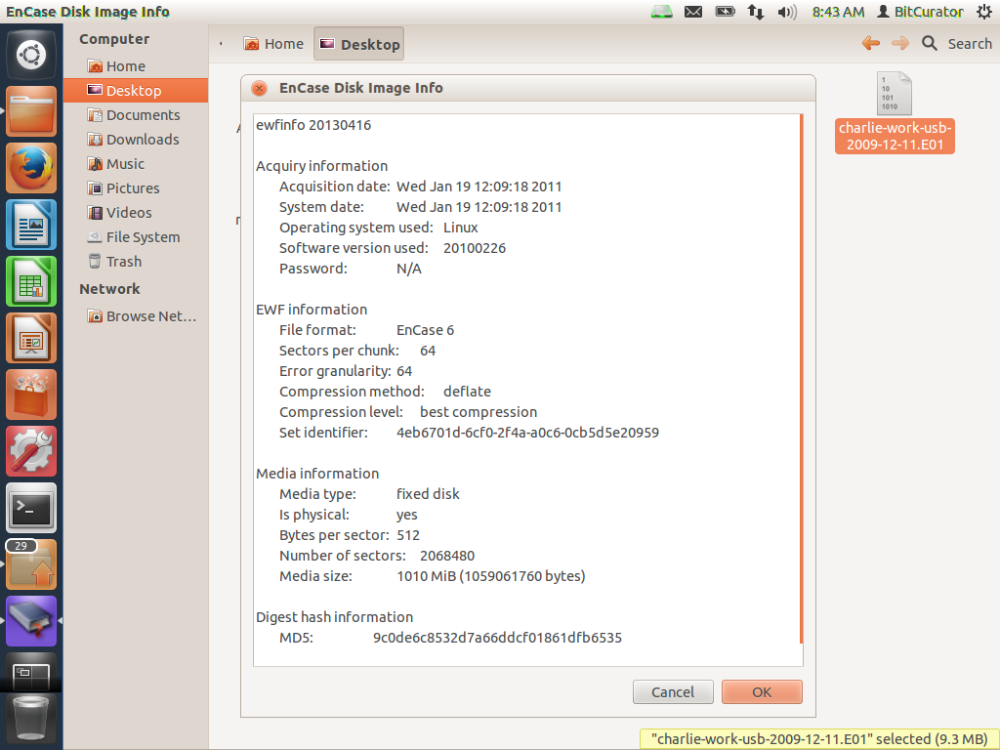 EnCase Disk Image Info
8:43 AM
BitCurator
Computer
Home
Desktop
Documents
Downloads
Music
Pictures
Videos
File System
Trash
Network
Browse Net...
Home
Desktop
Search
EnCase Disk Image Info
ewfinfo 20130416
Acquiry information
Acquisition date: Wed Jan 19 12:09:18 2011
System date: Wed Jan 19 12:09:18 2011
Operating system used: Linux
Software version used: 20100226
Password: N/A
EWF information
File format: EnCase 6
Sectors per chunk: 64
Error granularity: 64
Compression method: deflate
Compression level: best compression
Set identifier: 4eb6701d-6cf0-2f4a-a0c6-0cb5d5e20959
Media information
Media type: fixed disk
Is physical: yes
Bytes per sector: 512
Number of sectors: 2068480
Media size: 1010 MiB (1059061760 bytes)
Digest hash information
MD5: 9c0de6c8532d7a66ddcf01861dfb6535
Cancel
OK
1
10
101
1010
charlie-work-usb-
2009-12-11.E01
29
"charlie-work-usb-2009-12-11.E01" selected (9.3 MB)